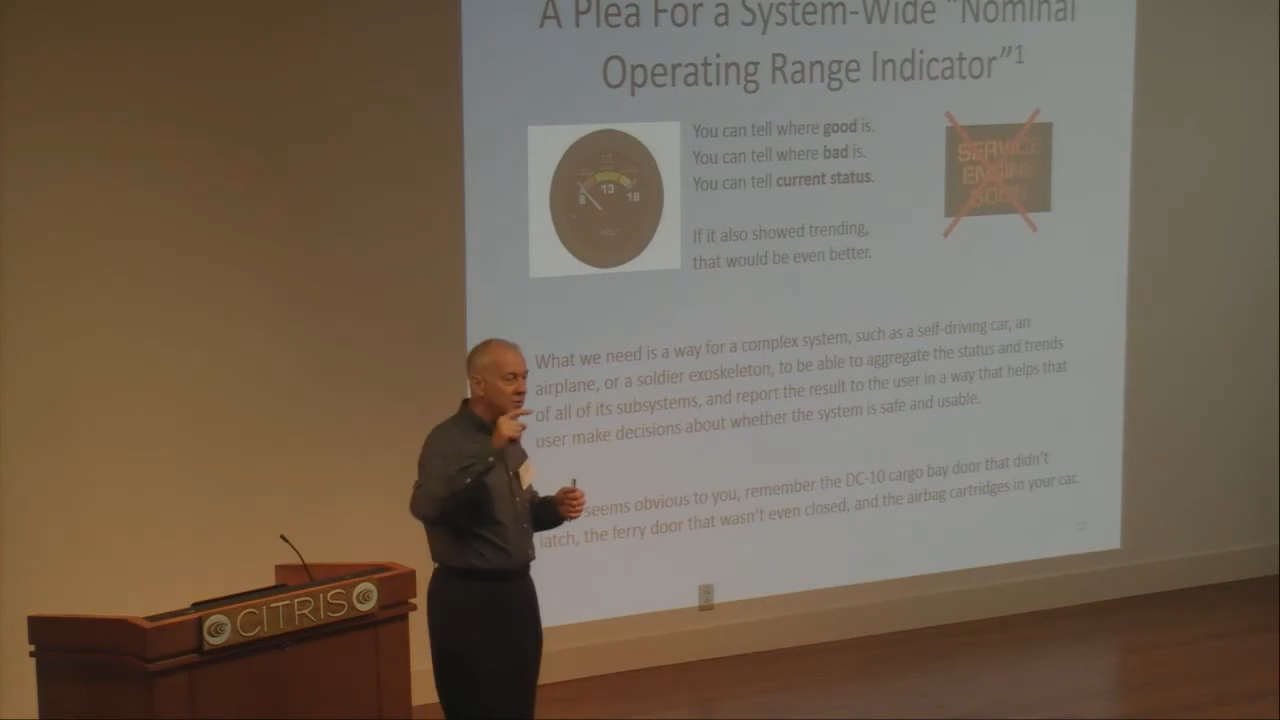 A Plea For a System-Wide "Nominal
Operating Range Indicator"1
You can tell where good is.
You can tell where bad is.
You can tell current status.
If it also showed trending,
that would be even better.
8 13 18
SERVICE
ENGINE
SOON
What we need is a way for a complex system, such as a self-driving car, an
airplane, or a soldier exoskeleton, to be able to aggregate the status and trends
of all of its subsystems, and report the result to the user in a way that helps that
user make decisions about whether the system is safe and usable.
seems obvious to you, remember the DC-10 cargo bay door that didn't
latch, the ferry door that wasn't even closed, and the airbag cartridges in your car.
CITRIS